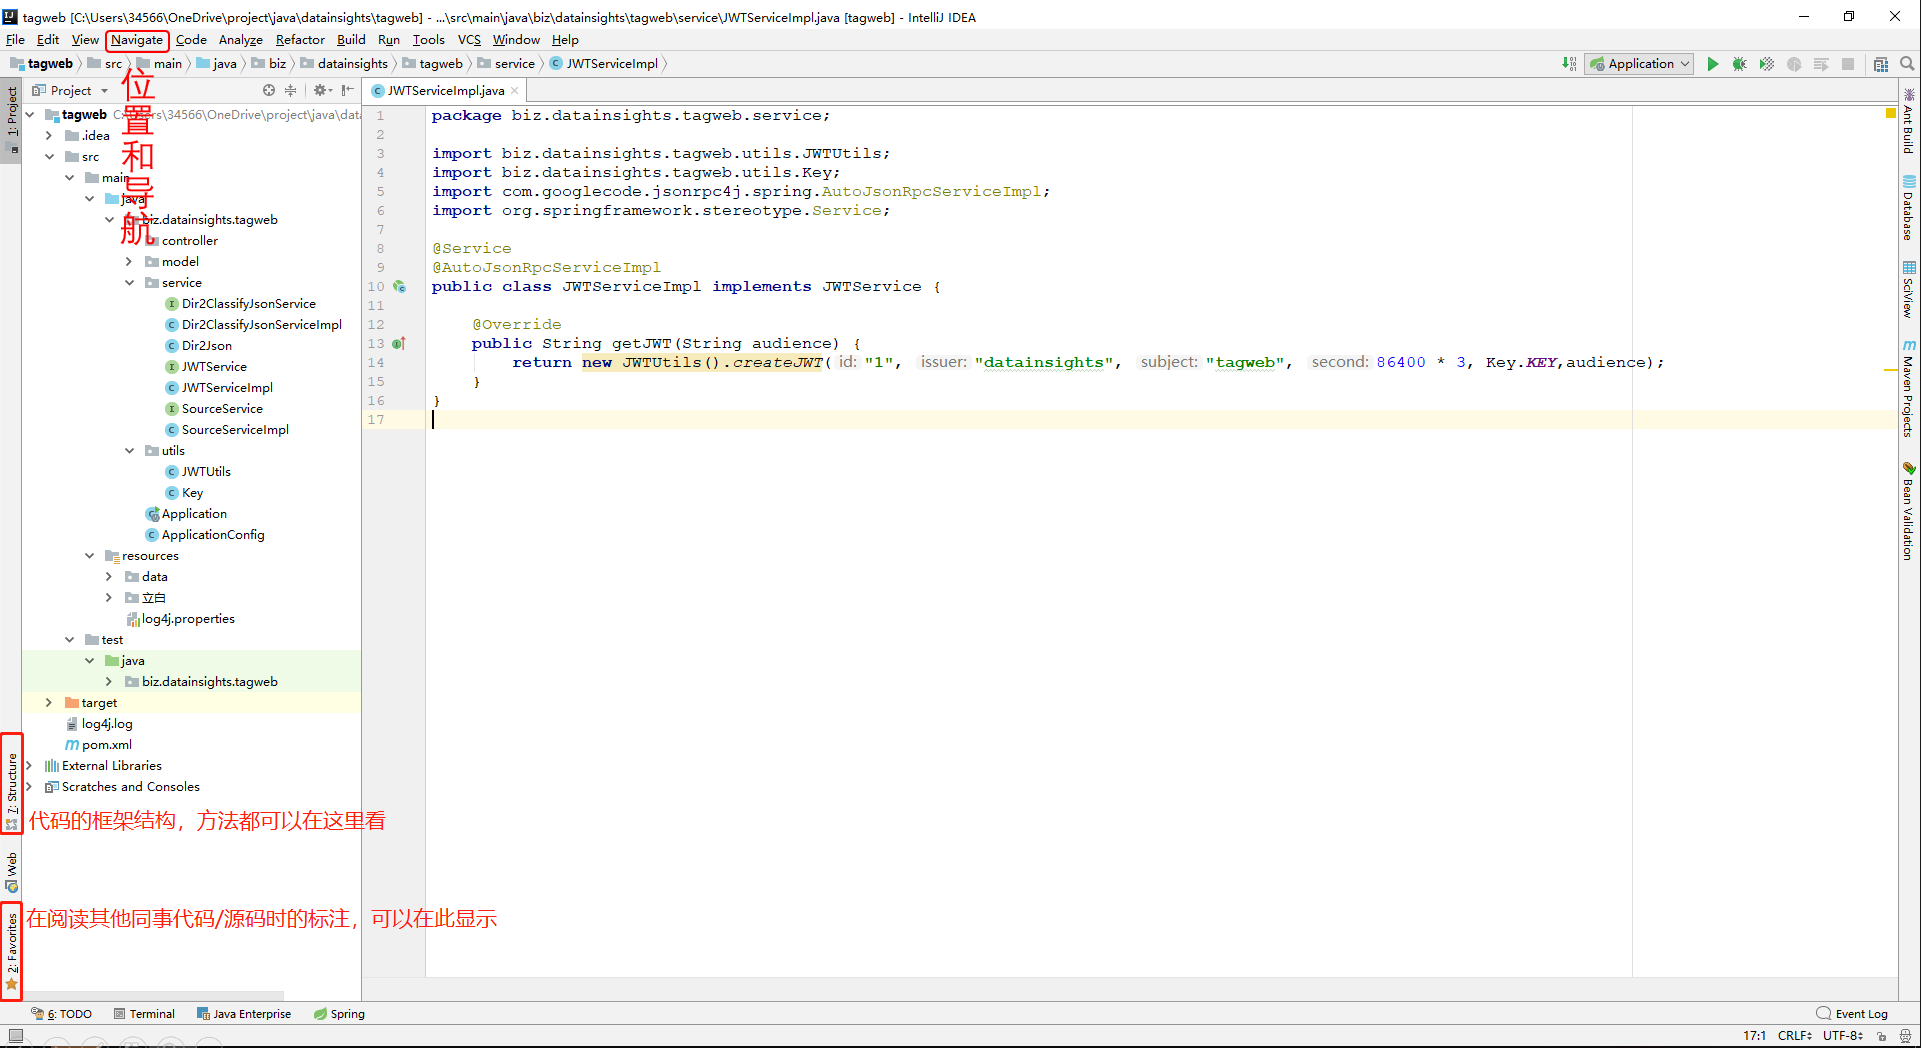 tagweb [C:\Users\34566\OneDrive\project\java\datainsights\tagweb] - ...\src\main\java\biz\datainsights\tagweb\service\JWTServiceImpl.java [tagweb] - IntelliJ IDEA
File Edit View Navigate Code Analyze Refactor Build Run Tools VCS Window Help
tagweb src main java biz datainsights tagweb service JWTServiceImpl
Application
位置和导航
1: Project
Project
tagweb C:\Users\34566\OneDrive\project\java\data
.idea
src
main
java
biz.datainsights.tagweb
controller
model
service
Dir2ClassifyJsonService
Dir2ClassifyJsonServiceImpl
Dir2Json
JWTService
JWTServiceImpl
SourceService
SourceServiceImpl
utils
JWTUtils
Key
Application
ApplicationConfig
resources
data
立白
log4j.properties
test
java
biz.datainsights.tagweb
target
log4j.log
pom.xml
External Libraries
Scratches and Consoles
7: Structure
代码的框架结构，方法都可以在这里看
Web
2: Favorites
在阅读其他同事代码/源码时的标注，可以在此显示
JWTServiceImpl.java
1 package biz.datainsights.tagweb.service;
2
3 import biz.datainsights.tagweb.utils.JWTUtils;
4 import biz.datainsights.tagweb.utils.Key;
5 import com.googlecode.jsonrpc4j.spring.AutoJsonRpcServiceImpl;
6 import org.springframework.stereotype.Service;
7
8 @Service
9 @AutoJsonRpcServiceImpl
10 public class JWTServiceImpl implements JWTService {
11
12 @Override
13 public String getJWT(String audience) {
14 return new JWTUtils().createJWT( id: "1", issuer: "datainsights", subject: "tagweb", second: 86400 * 3, Key.KEY,audience);
15 }
16 }
17
Ant Build
Database
SciView
Maven Projects
Bean Validation
6: TODO Terminal Java Enterprise Spring Event Log
17:1 CRLF UTF-8